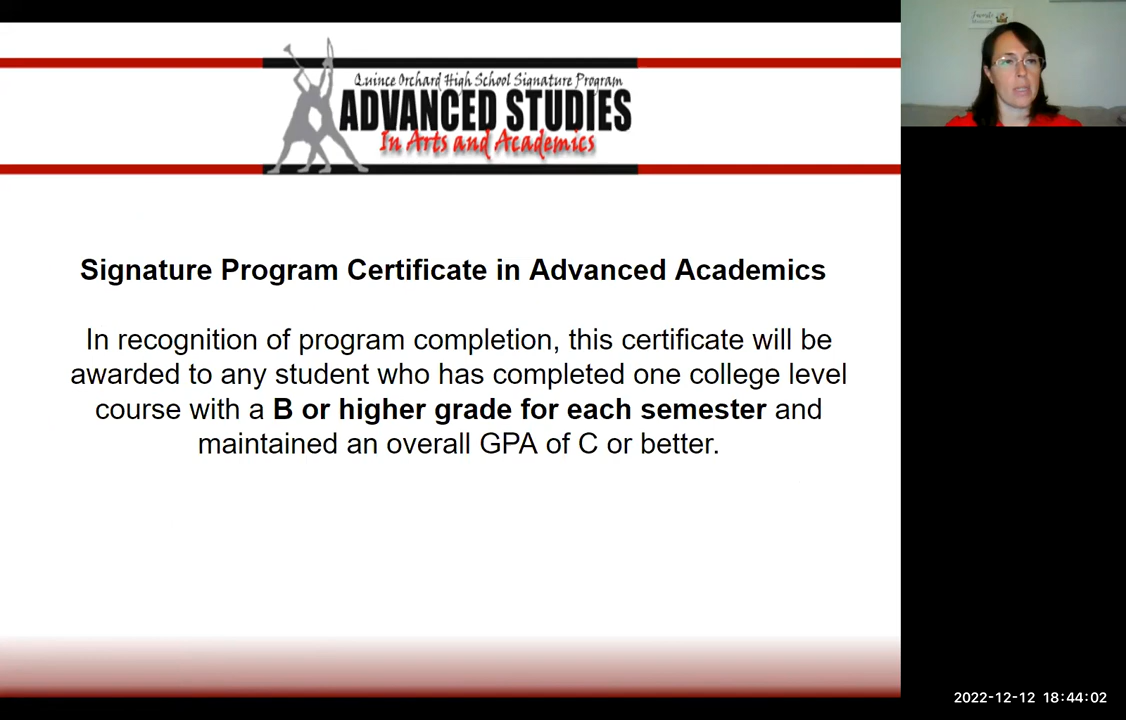 Quince Orchard High School Signature Program
ADVANCED STUDIES
In Arts and Academics
Signature Program Certificate in Advanced Academics
In recognition of program completion, this certificate will be
awarded to any student who has completed one college level
course with a B or higher grade for each semester and
maintained an overall GPA of C or better.
2022-12-12 18:44:02